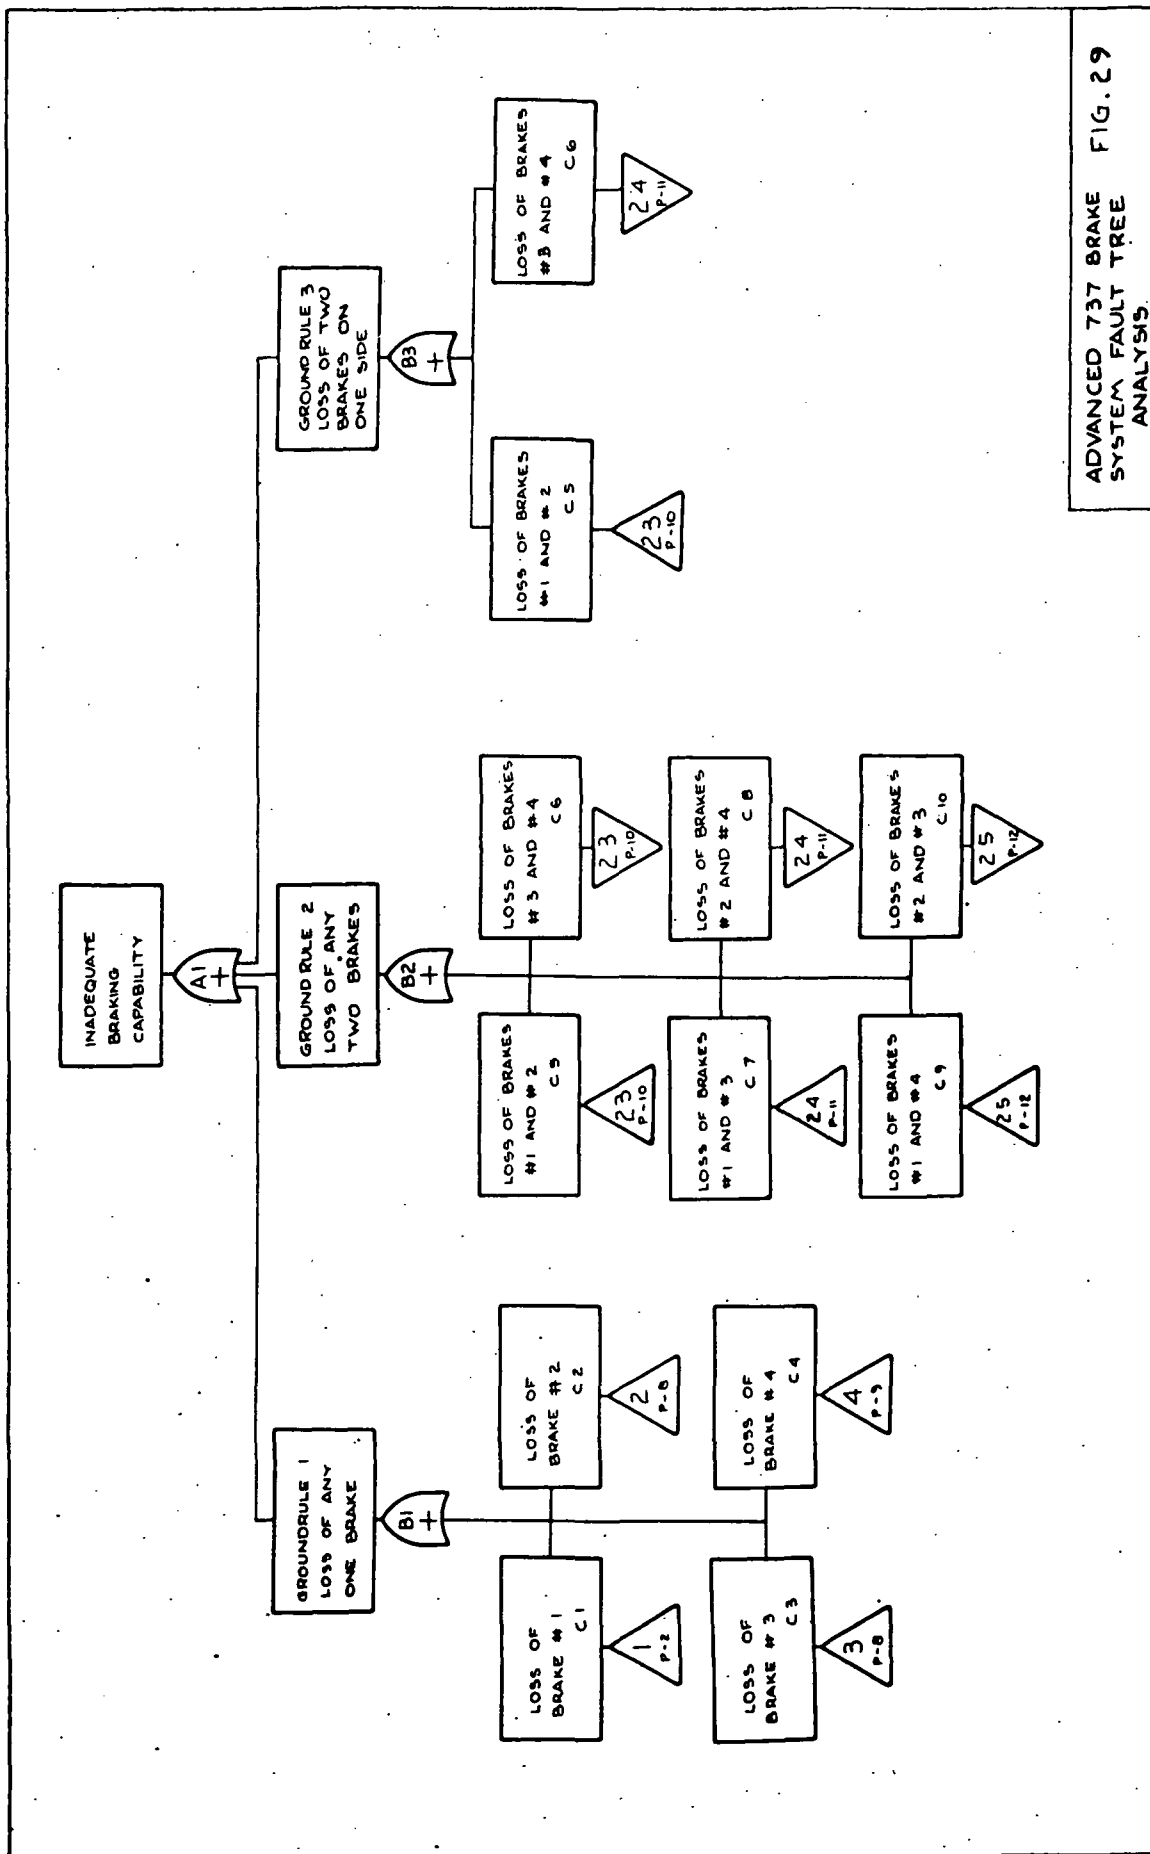 INADEQUATE
BRAKING
CAPABILITY
A1
+
GROUNDRULE 1
LOSS OF ANY
ONE BRAKE
B1
+
LOSS OF
BRAKE #1
C1
1
P-2
LOSS OF
BRAKE #2
C2
2
P-8
LOSS OF
BRAKE #3
C3
3
P-8
LOSS OF
BRAKE #4
C4
4
P-9
GROUND RULE 2
LOSS OF ANY
TWO BRAKES
B2
+
LOSS OF BRAKES
#1 AND #2
C5
23
P-10
LOSS OF BRAKES
#3 AND #4
C6
23
P-10
LOSS OF BRAKES
#1 AND #3
C7
24
P-11
LOSS OF BRAKES
#2 AND #4
C8
24
P-11
LOSS OF BRAKES
#1 AND #4
C9
25
P-12
LOSS OF BRAKES
#2 AND #3
C10
25
P-12
GROUND RULE 3
LOSS OF TWO
BRAKES ON
ONE SIDE
B3
+
LOSS OF BRAKES
#1 AND #2
C5
23
P-10
LOSS OF BRAKES
#3 AND #4
C6
24
P-11
ADVANCED 737 BRAKE FIG. 29
SYSTEM FAULT TREE
ANALYSIS.